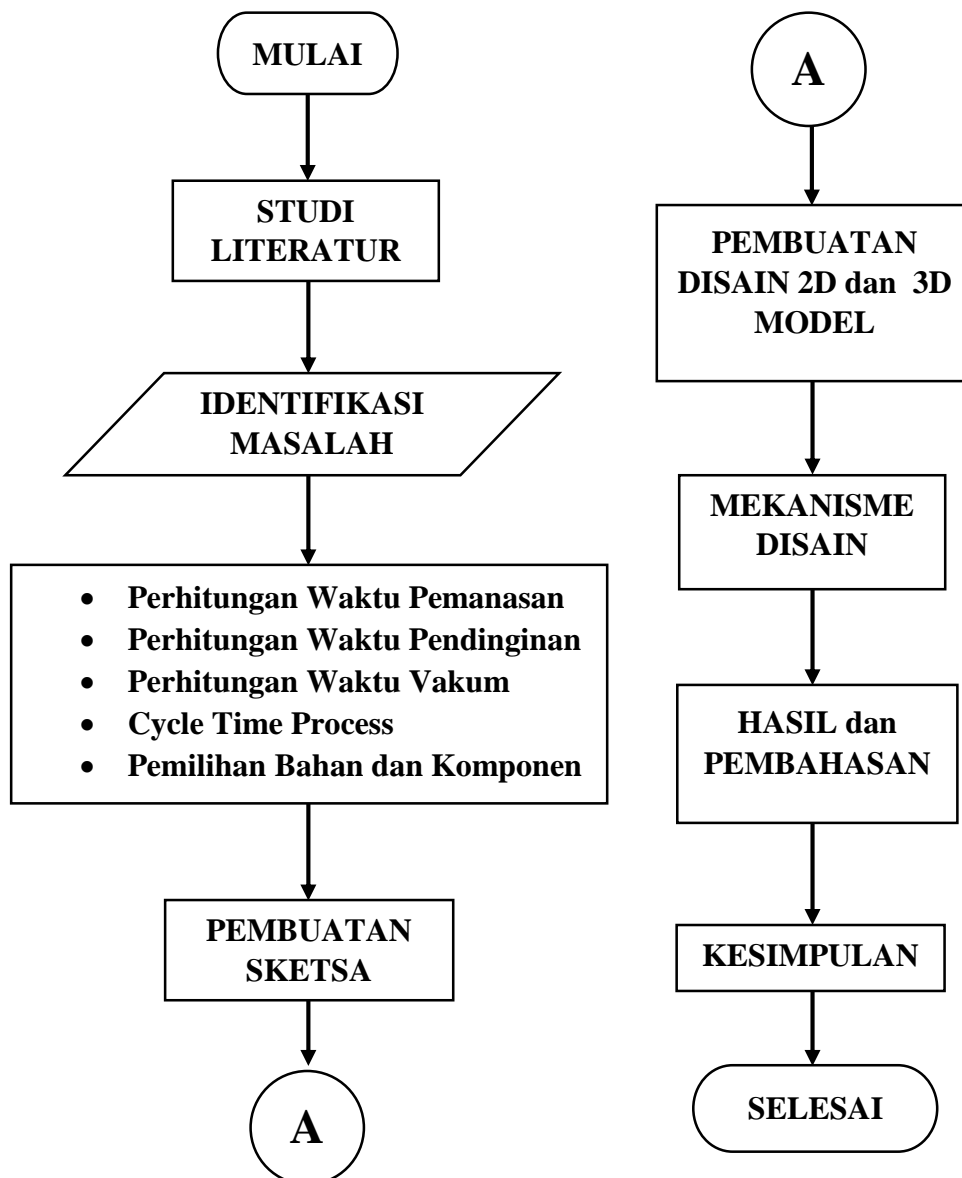 MULAI
STUDI
LITERATUR
IDENTIFIKASI
MASALAH
• Perhitungan Waktu Pemanasan
• Perhitungan Waktu Pendinginan
• Perhitungan Waktu Vakum
• Cycle Time Process
• Pemilihan Bahan dan Komponen
PEMBUATAN
SKETSA
A
A
PEMBUATAN
DISAIN 2D dan 3D
MODEL
MEKANISME
DISAIN
HASIL dan
PEMBAHASAN
KESIMPULAN
SELESAI